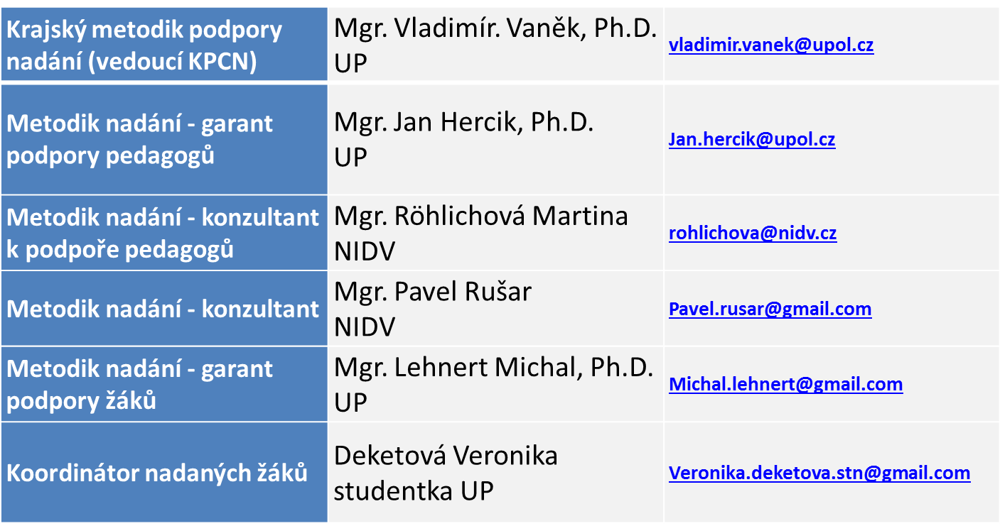 Krajský metodik podpory
nadání (vedoucí KPCN)
Mgr. Vladimír. Vaněk, Ph.D.
UP
vladimir.vanek@upol.cz
Metodik nadání - garant
podpory pedagogů
Mgr. Jan Hercik, Ph.D.
UP
Jan.hercik@upol.cz
Metodik nadání - konzultant
k podpoře pedagogů
Mgr. Röhlichová Martina
NIDV
rohlichova@nidv.cz
Metodik nadání - konzultant
Mgr. Pavel Rušar
NIDV
Pavel.rusar@gmail.com
Metodik nadání - garant
podpory žáků
Mgr. Lehnert Michal, Ph.D.
UP
Michal.lehnert@gmail.com
Koordinátor nadaných žáků
Deketová Veronika
studentka UP
Veronika.deketova.stn@gmail.com